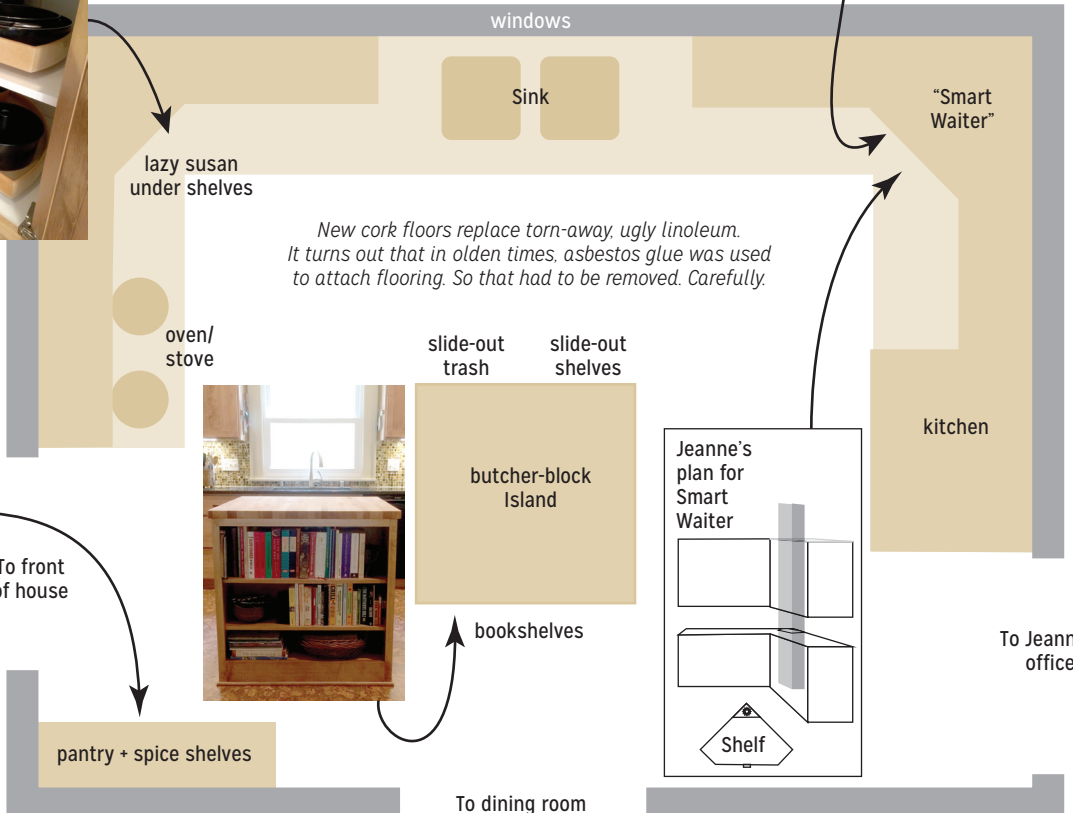 windows
Sink
“Smart
Waiter”
lazy susan
under shelves
New cork floors replace torn-away, ugly linoleum.
It turns out that in olden times, asbestos glue was used
to attach flooring. So that had to be removed. Carefully.
oven/
stove
slide-out
trash
slide-out
shelves
kitchen
butcher-block
Island
Jeanne’s
plan for
Smart
Waiter
To front
of house
bookshelves
To Jeann
office
Shelf
pantry + spice shelves
To dining room